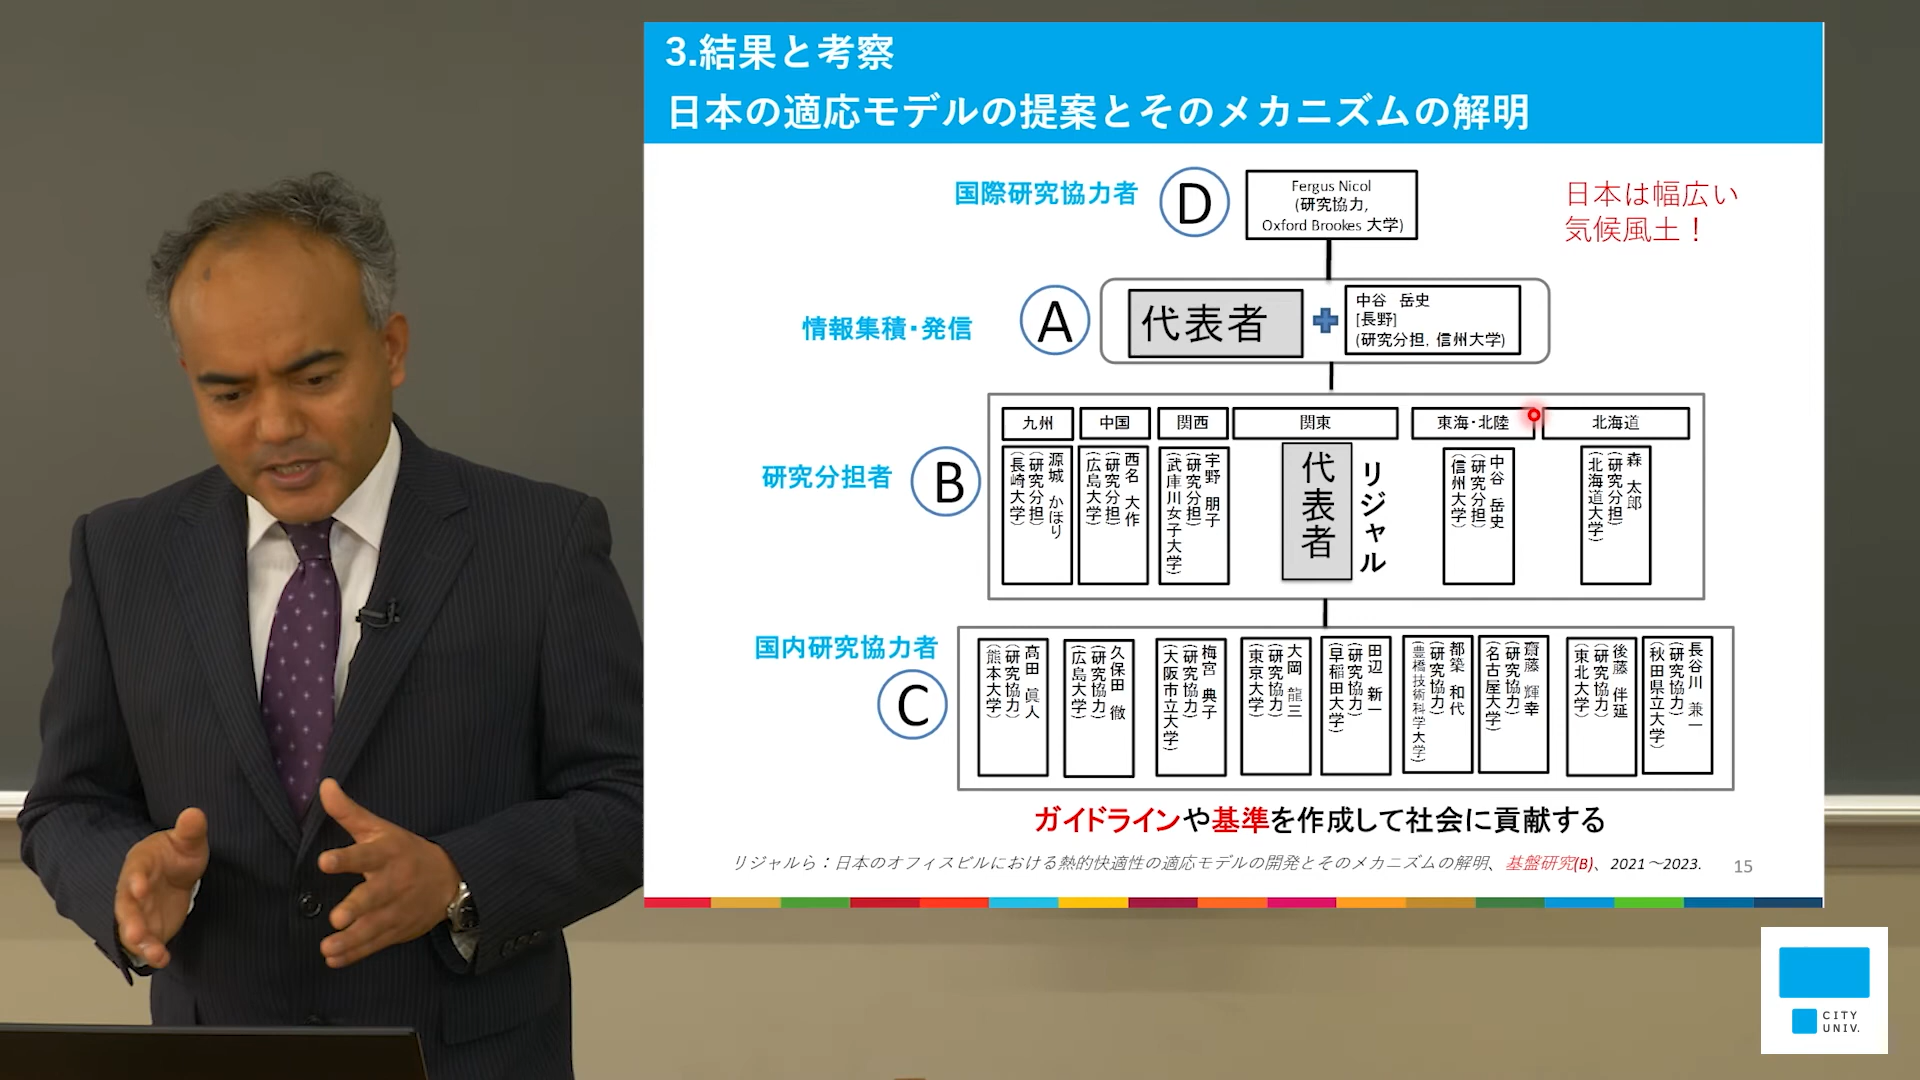 3.結果と考察
日本の適応モデルの提案とそのメカニズムの解明
国際研究協力者
D
Fergus Nicol
(研究協力,
Oxford Brookes 大学)
日本は幅広い
気候風土！
情報集積・発信
A
代表者
中谷　岳史
[長野]
(研究分担, 信州大学)
研究分担者
B
九州
中国
関西
関東
東海・北陸
北海道
源城　かほり
(研究分担)
(長崎大学)
西名　大作
(研究分担)
(広島大学)
宇野　朋子
(研究分担)
(武庫川女子大学)
代表者
リジャル
中谷　岳史
(研究分担)
(信州大学)
森　太郎
(研究分担)
(北海道大学)
国内研究協力者
C
高田　眞人
(研究協力)
(熊本大学)
久保田　徹
(研究協力)
(広島大学)
梅宮　典子
(研究協力)
(大阪市立大学)
大岡　龍三
(研究協力)
(東京大学)
田辺　新一
(研究協力)
(早稲田大学)
都築　和代
(研究協力)
(豊橋技術科学大学)
齋藤　輝幸
(研究協力)
(名古屋大学)
後藤　伴延
(研究協力)
(東北大学)
長谷川　兼一
(研究協力)
(秋田県立大学)
ガイドラインや基準を作成して社会に貢献する
リジャルら：日本のオフィスビルにおける熱的快適性の適応モデルの開発とそのメカニズムの解明、基盤研究(B)、2021～2023.
15
CITY
UNIV.